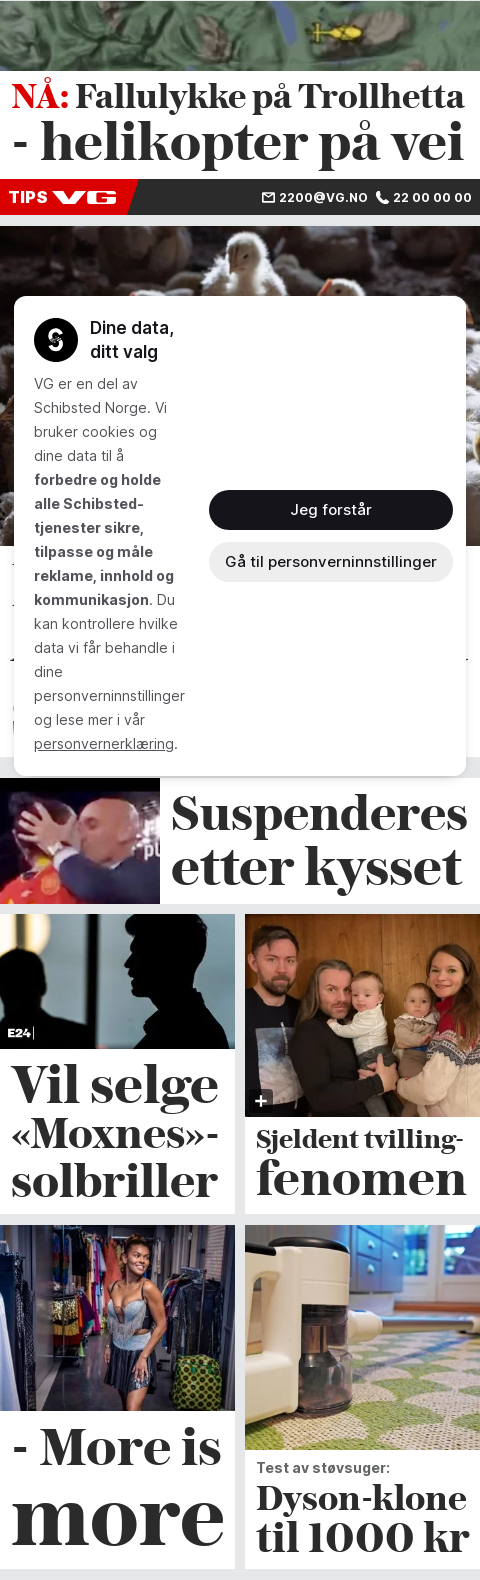 NÅ: Fallulykke på Trollhetta
- helikopter på vei
TIPS VG
2200@VG.NO 22 00 00 00
Dine data,
ditt valg
VG er en del av
Schibsted Norge. Vi
bruker cookies og
dine data til å
forbedre og holde
alle Schibsted-
tjenester sikre,
tilpasse og måle
reklame, innhold og
kommunikasjon. Du
kan kontrollere hvilke
data vi får behandle i
dine
personverninnstillinger
og lese mer i vår
personvernerklæring.
Jeg forstår
Gå til personverninnstillinger
Suspenderes
etter kysset
E24
Vil selge
«Moxnes»-
solbriller
Sjeldent tvilling-
fenomen
- More is
more
Test av støvsuger:
Dyson-klone
til 1000 kr